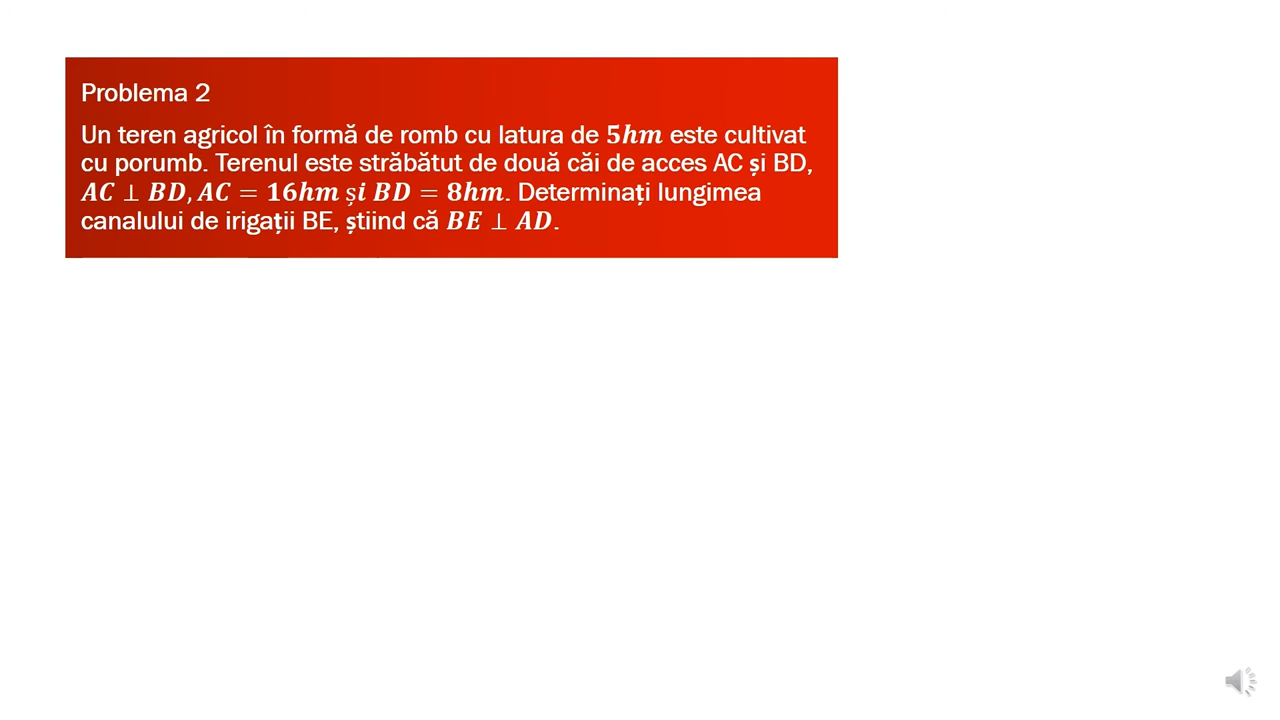 Problema 2
Un teren agricol în formă de romb cu latura de 5hm este cultivat
cu porumb. Terenul este străbătut de două căi de acces AC și BD,
AC ⊥ BD, AC = 16hm și BD = 8hm. Determinați lungimea
canalului de irigații BE, știind că BE ⊥ AD.